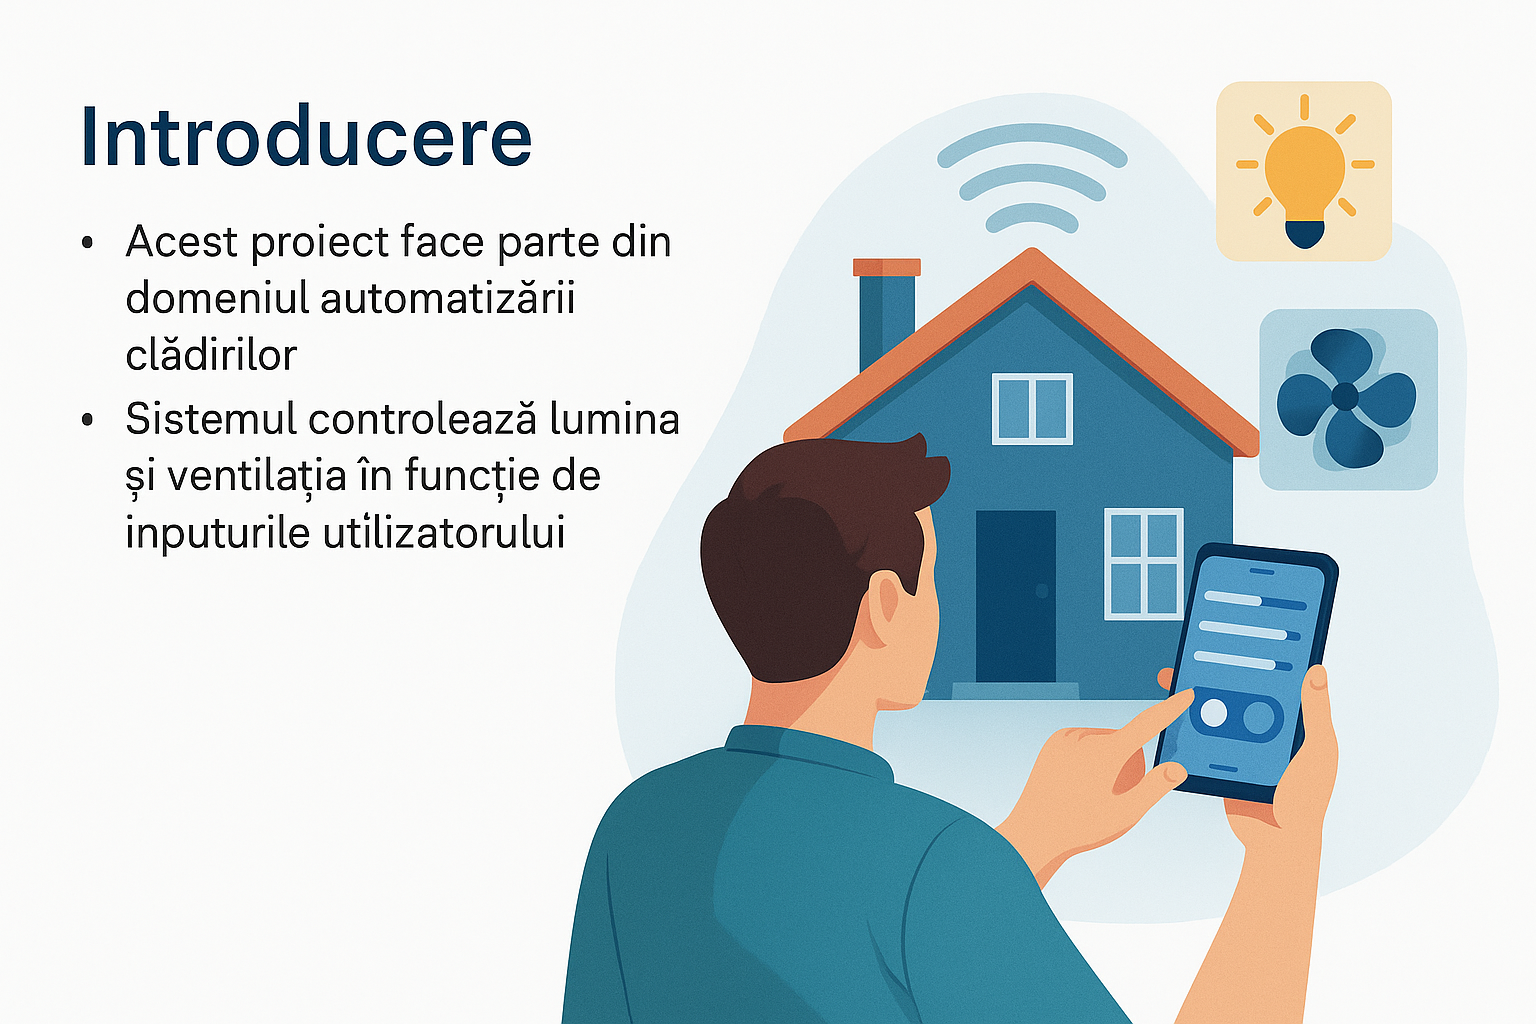 Introducere
• Acest proiect face parte din
domeniul automatizării
clădirilor
• Sistemul controlează lumina
și ventilația în funcție de
inputurile utilizatorului